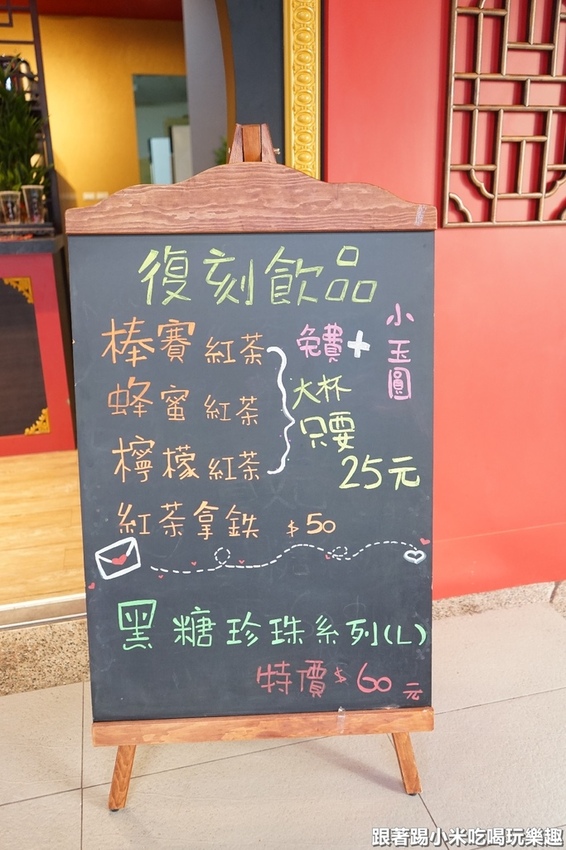 復刻飲品
棒賽紅茶
蜂蜜紅茶
檸檬紅茶
免費+小玉圓
大杯
只要
25元
紅茶拿鉄 $50
黑糖珍珠系列(L)
特價$60元
跟著踢小米吃喝玩樂趣